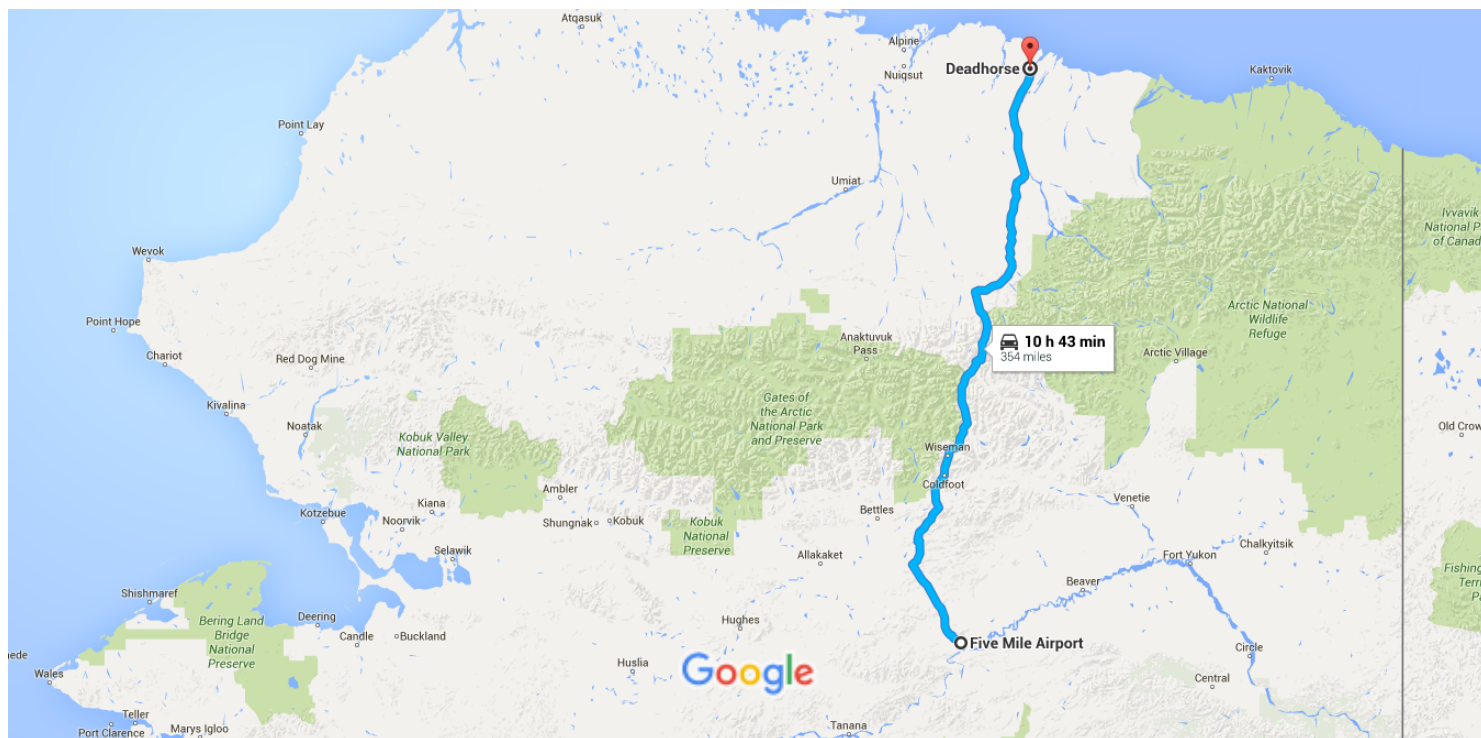 Atqasuk
Alpine
Nuiqsut
Deadhorse
Kaktovik
Point Lay
Umiat
Ivvavik
National P
of Canad
Wevok
Point Hope
Chariot
Red Dog Mine
Anaktuvuk
Pass
10 h 43 min
354 miles
Arctic National
Wildlife
Refuge
Arctic Village
Kivalina
Noatak
Kobuk Valley
National Park
Gates of
the Arctic
National Park
and Preserve
Wiseman
Coldfoot
Old Crow
Kiana
Ambler
Kotzebue
Noorvik
Shungnak
Kobuk
Kobuk
National
Preserve
Bettles
Venetie
Selawik
Allakaket
Fort Yukon
Chalkyitsik
Fishing
Terr
Pa
Shishmaref
Deering
Beaver
Bering Land
Bridge
National
Preserve
Candle
Buckland
Hughes
Five Mile Airport
Circle
ede
Wales
Huslia
Google
Central
Teller
Port Clarence
Marys Igloo
Tanana